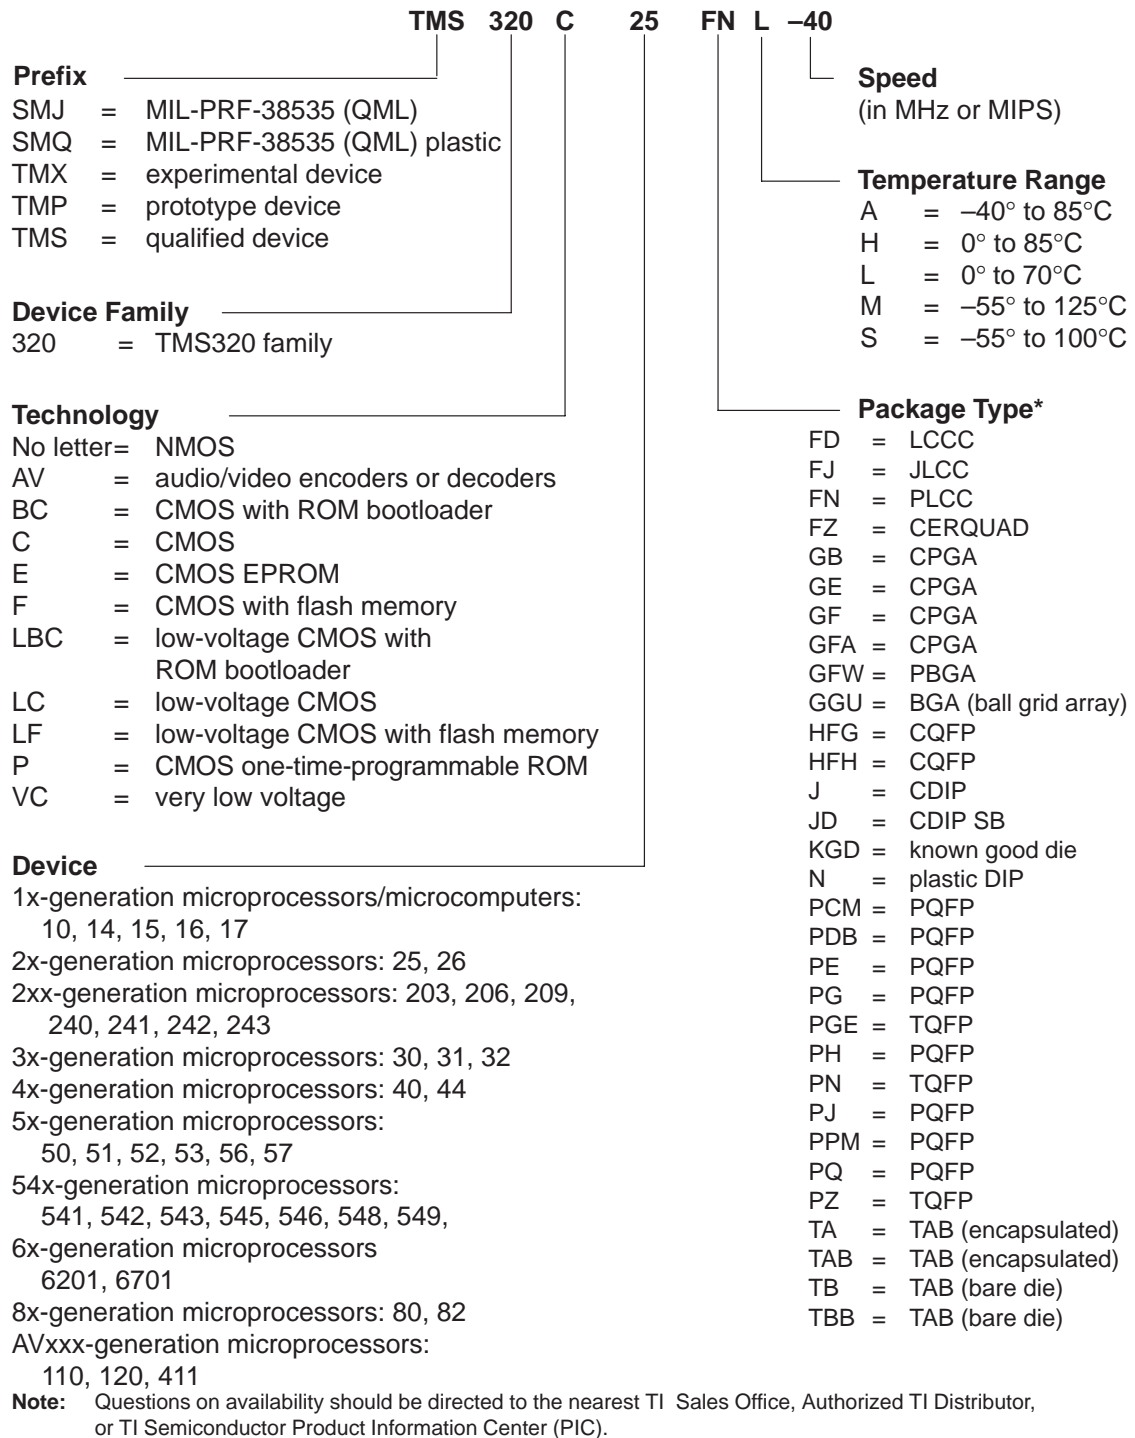 TMS 320 C 25 FN L –40
Prefix
SMJ = MIL-PRF-38535 (QML)
SMQ = MIL-PRF-38535 (QML) plastic
TMX = experimental device
TMP = prototype device
TMS = qualified device
Device Family
320 = TMS320 family
Technology
No letter= NMOS
AV = audio/video encoders or decoders
BC = CMOS with ROM bootloader
C = CMOS
E = CMOS EPROM
F = CMOS with flash memory
LBC = low-voltage CMOS with
ROM bootloader
LC = low-voltage CMOS
LF = low-voltage CMOS with flash memory
P = CMOS one-time-programmable ROM
VC = very low voltage
Device
1x-generation microprocessors/microcomputers:
10, 14, 15, 16, 17
2x-generation microprocessors: 25, 26
2xx-generation microprocessors: 203, 206, 209,
240, 241, 242, 243
3x-generation microprocessors: 30, 31, 32
4x-generation microprocessors: 40, 44
5x-generation microprocessors:
50, 51, 52, 53, 56, 57
54x-generation microprocessors:
541, 542, 543, 545, 546, 548, 549,
6x-generation microprocessors
6201, 6701
8x-generation microprocessors: 80, 82
AVxxx-generation microprocessors:
110, 120, 411
Speed
(in MHz or MIPS)
Temperature Range
A = –40° to 85°C
H = 0° to 85°C
L = 0° to 70°C
M = –55° to 125°C
S = –55° to 100°C
Package Type*
FD = LCCC
FJ = JLCC
FN = PLCC
FZ = CERQUAD
GB = CPGA
GE = CPGA
GF = CPGA
GFA = CPGA
GFW = PBGA
GGU = BGA (ball grid array)
HFG = CQFP
HFH = CQFP
J = CDIP
JD = CDIP SB
KGD = known good die
N = plastic DIP
PCM = PQFP
PDB = PQFP
PE = PQFP
PG = PQFP
PGE = TQFP
PH = PQFP
PN = TQFP
PJ = PQFP
PPM = PQFP
PQ = PQFP
PZ = TQFP
TA = TAB (encapsulated)
TAB = TAB (encapsulated)
TB = TAB (bare die)
TBB = TAB (bare die)
Note: Questions on availability should be directed to the nearest TI Sales Office, Authorized TI Distributor,
or TI Semiconductor Product Information Center (PIC).